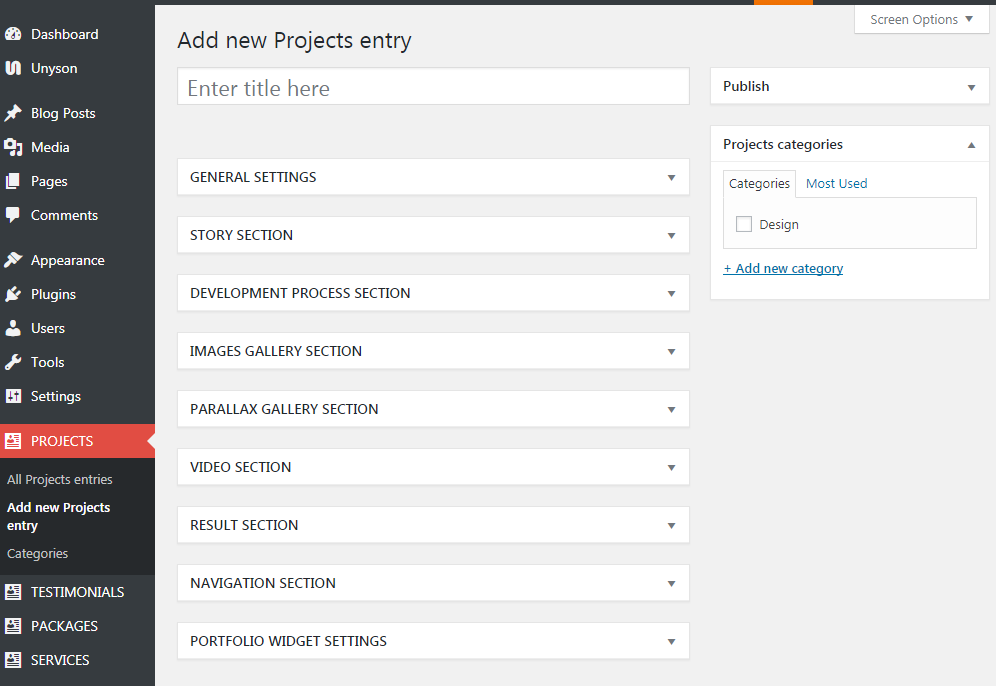 Dashboard
Unyson
Blog Posts
Media
Pages
Comments
Appearance
Plugins
Users
Tools
Settings
PROJECTS
All Projects entries
Add new Projects
entry
Categories
TESTIMONIALS
PACKAGES
SERVICES
Screen Options
Add new Projects entry
Enter title here
GENERAL SETTINGS
STORY SECTION
DEVELOPMENT PROCESS SECTION
IMAGES GALLERY SECTION
PARALLAX GALLERY SECTION
VIDEO SECTION
RESULT SECTION
NAVIGATION SECTION
PORTFOLIO WIDGET SETTINGS
Publish
Projects categories
Categories Most Used
Design
+ Add new category